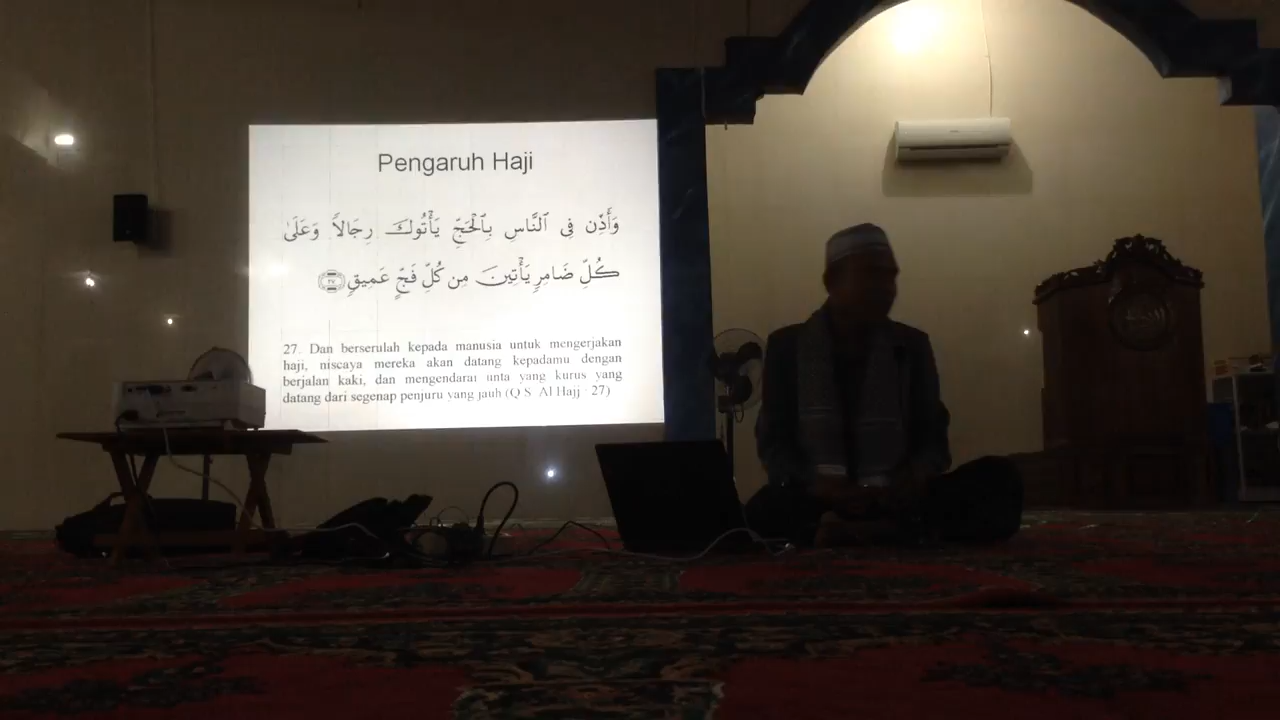 Pengaruh Haji
وَأَذِّن فِى ٱلنَّاسِ بِٱلْحَجِّ يَأْتُوكَ رِجَالاً وَعَلَىٰ
كُلِّ ضَامِرٍ يَأْتِينَ مِن كُلِّ فَجٍّ عَمِيقٍ ٢٧
27. Dan berserulah kepada manusia untuk mengerjakan
haji, niscaya mereka akan datang kepadamu dengan
berjalan kaki, dan mengendarai unta yang kurus yang
datang dari segenap penjuru yang jauh (Q S Al Hajj : 27)